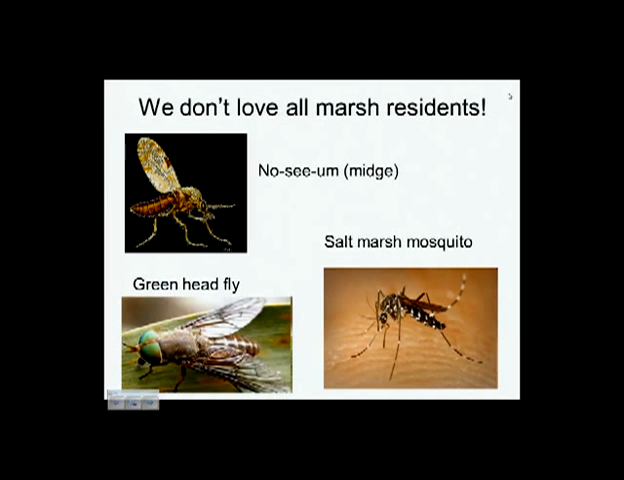 We don't love all marsh residents!
No-see-um (midge)
Salt marsh mosquito
Green head fly